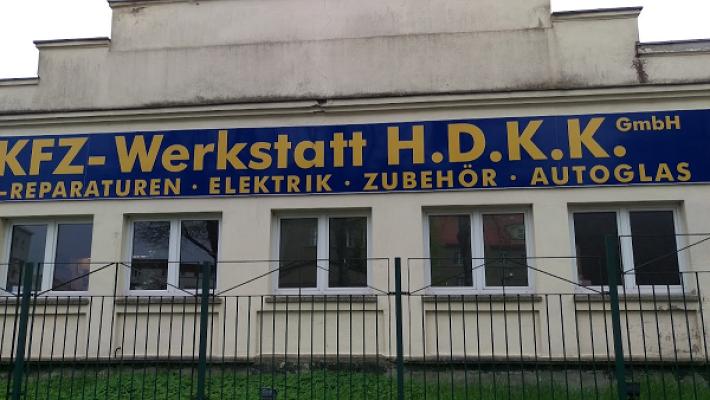 KFZ-Werkstatt H.D.K.K. GmbH
-REPARATUREN · ELEKTRIK · ZUBEHÖR · AUTOGLAS